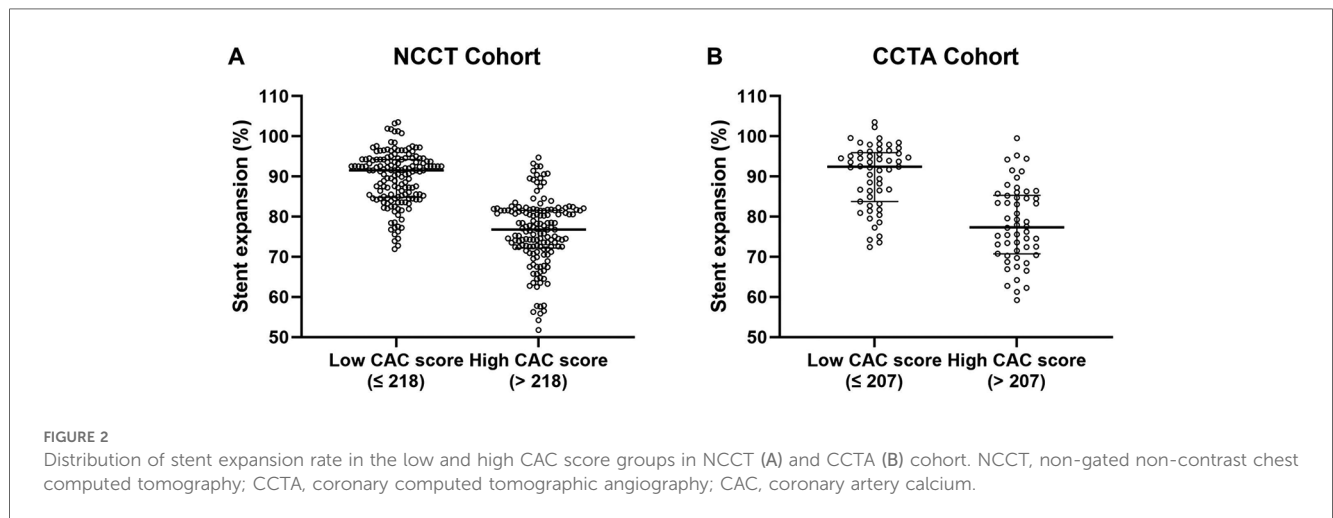 A
NCCT Cohort
Stent expansion (%)
110
100
90
80
70
60
50
Low CAC score
(≤ 218)
High CAC score
(> 218)
B
CCTA Cohort
Stent expansion (%)
110
100
90
80
70
60
50
Low CAC score
(≤ 207)
High CAC score
(> 207)
FIGURE 2
Distribution of stent expansion rate in the low and high CAC score groups in NCCT (A) and CCTA (B) cohort. NCCT, non-gated non-contrast chest
computed tomography; CCTA, coronary computed tomographic angiography; CAC, coronary artery calcium.